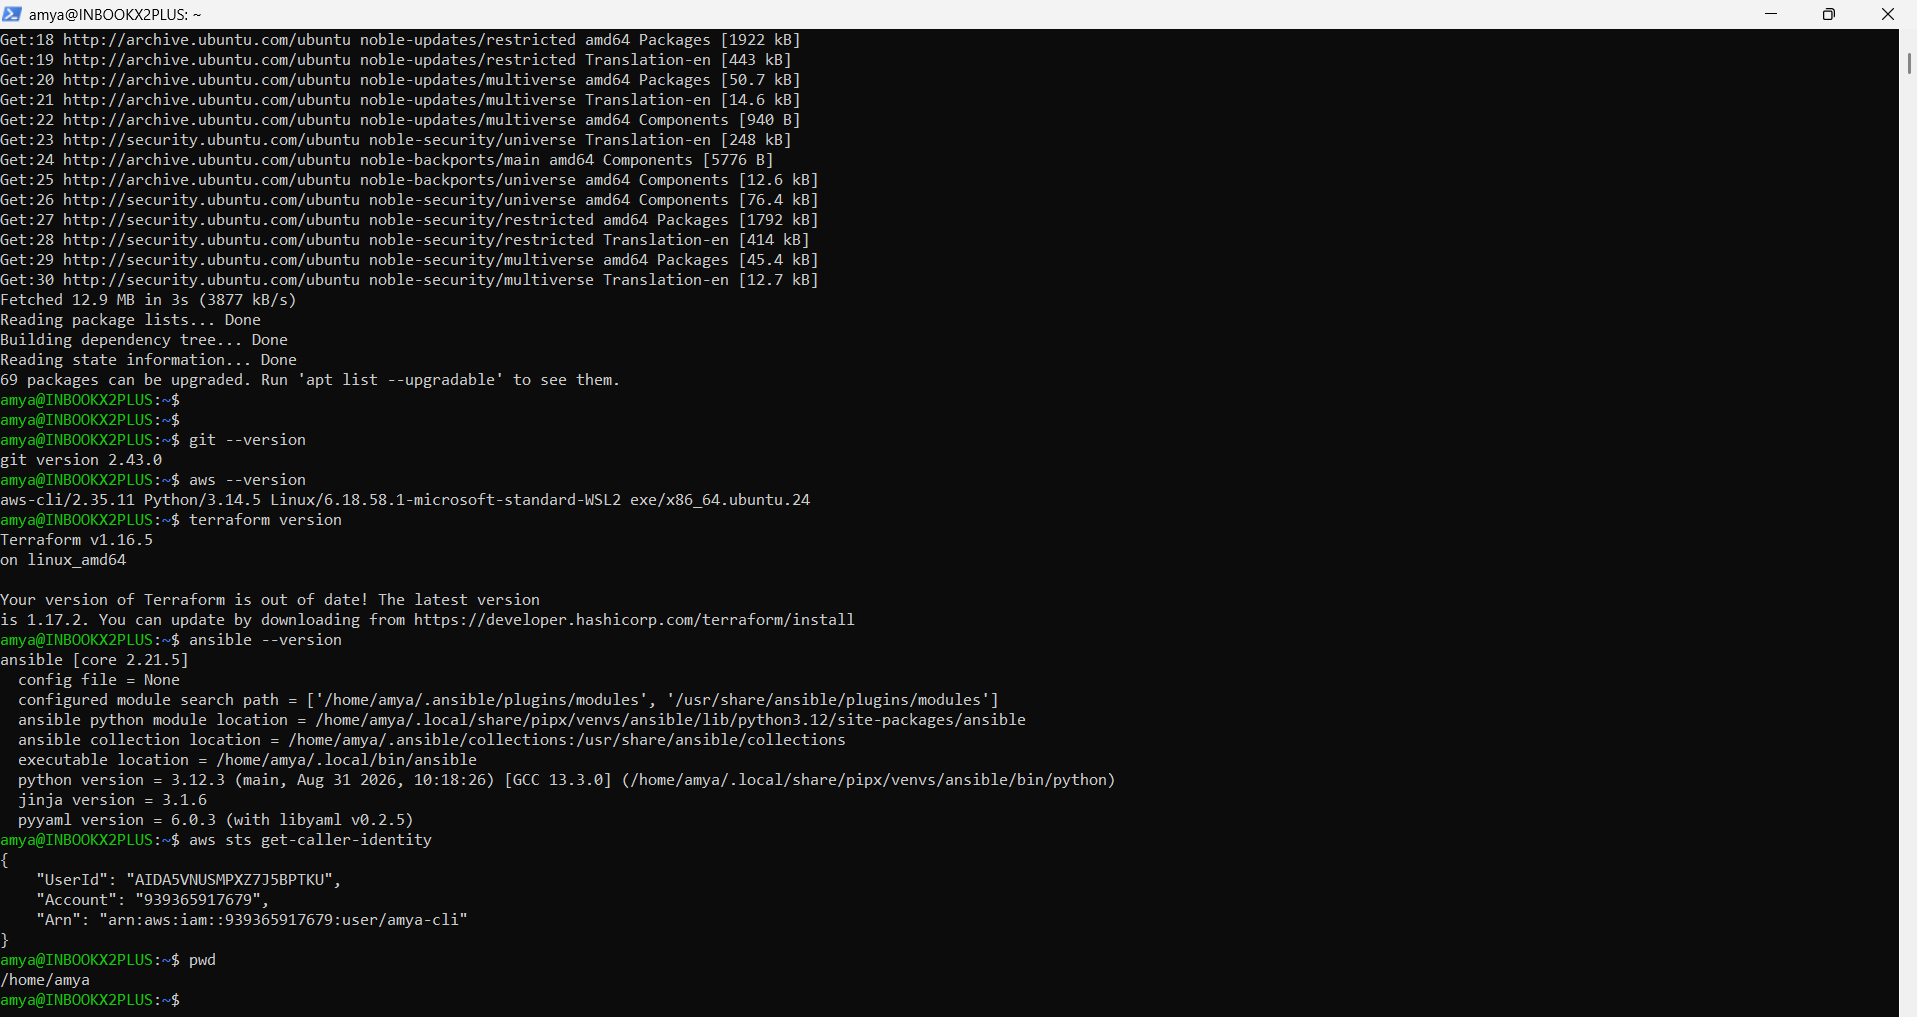 amya@INBOOKX2PLUS: ~
Get:18 http://archive.ubuntu.com/ubuntu noble-updates/restricted amd64 Packages [1922 kB]
Get:19 http://archive.ubuntu.com/ubuntu noble-updates/restricted Translation-en [443 kB]
Get:20 http://archive.ubuntu.com/ubuntu noble-updates/multiverse amd64 Packages [50.7 kB]
Get:21 http://archive.ubuntu.com/ubuntu noble-updates/multiverse Translation-en [14.6 kB]
Get:22 http://archive.ubuntu.com/ubuntu noble-updates/multiverse amd64 Components [940 B]
Get:23 http://security.ubuntu.com/ubuntu noble-security/universe Translation-en [248 kB]
Get:24 http://archive.ubuntu.com/ubuntu noble-backports/main amd64 Components [5776 B]
Get:25 http://archive.ubuntu.com/ubuntu noble-backports/universe amd64 Components [12.6 kB]
Get:26 http://security.ubuntu.com/ubuntu noble-security/universe amd64 Components [76.4 kB]
Get:27 http://security.ubuntu.com/ubuntu noble-security/restricted amd64 Packages [1792 kB]
Get:28 http://security.ubuntu.com/ubuntu noble-security/restricted Translation-en [414 kB]
Get:29 http://security.ubuntu.com/ubuntu noble-security/multiverse amd64 Packages [45.4 kB]
Get:30 http://security.ubuntu.com/ubuntu noble-security/multiverse Translation-en [12.7 kB]
Fetched 12.9 MB in 3s (3877 kB/s)
Reading package lists... Done
Building dependency tree... Done
Reading state information... Done
69 packages can be upgraded. Run 'apt list --upgradable' to see them.
amya@INBOOKX2PLUS:~$
amya@INBOOKX2PLUS:~$
amya@INBOOKX2PLUS:~$ git --version
git version 2.43.0
amya@INBOOKX2PLUS:~$ aws --version
aws-cli/2.35.11 Python/3.14.5 Linux/6.18.58.1-microsoft-standard-WSL2 exe/x86_64.ubuntu.24
amya@INBOOKX2PLUS:~$ terraform version
Terraform v1.16.5
on linux_amd64
Your version of Terraform is out of date! The latest version
is 1.17.2. You can update by downloading from https://developer.hashicorp.com/terraform/install
amya@INBOOKX2PLUS:~$ ansible --version
ansible [core 2.21.5]
  config file = None
  configured module search path = ['/home/amya/.ansible/plugins/modules', '/usr/share/ansible/plugins/modules']
  ansible python module location = /home/amya/.local/share/pipx/venvs/ansible/lib/python3.12/site-packages/ansible
  ansible collection location = /home/amya/.ansible/collections:/usr/share/ansible/collections
  executable location = /home/amya/.local/bin/ansible
  python version = 3.12.3 (main, Aug 31 2026, 10:18:26) [GCC 13.3.0] (/home/amya/.local/share/pipx/venvs/ansible/bin/python)
  jinja version = 3.1.6
  pyyaml version = 6.0.3 (with libyaml v0.2.5)
amya@INBOOKX2PLUS:~$ aws sts get-caller-identity
{
    "UserId": "AIDA5VNUSMPXZ7J5BPTKU",
    "Account": "939365917679",
    "Arn": "arn:aws:iam::939365917679:user/amya-cli"
}
amya@INBOOKX2PLUS:~$ pwd
/home/amya
amya@INBOOKX2PLUS:~$